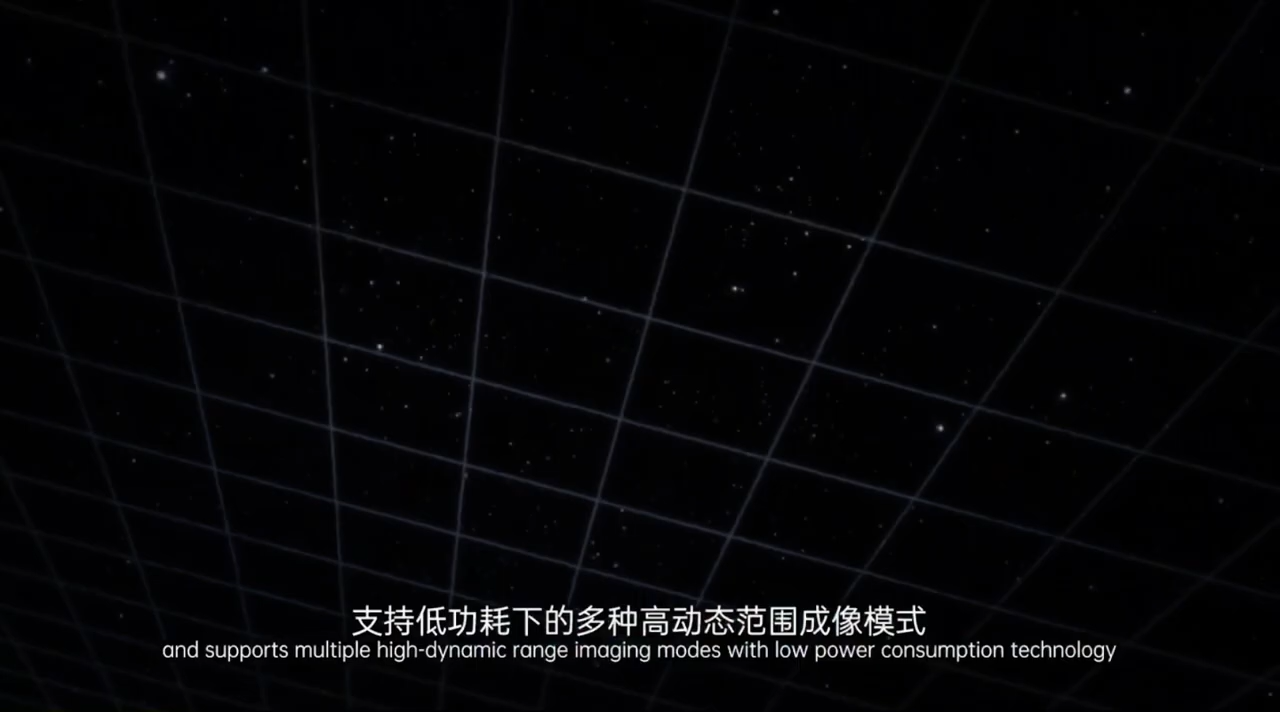 支持低功耗下的多种高动态范围成像模式
and supports multiple high-dynamic range imaging modes with low power consumption technology